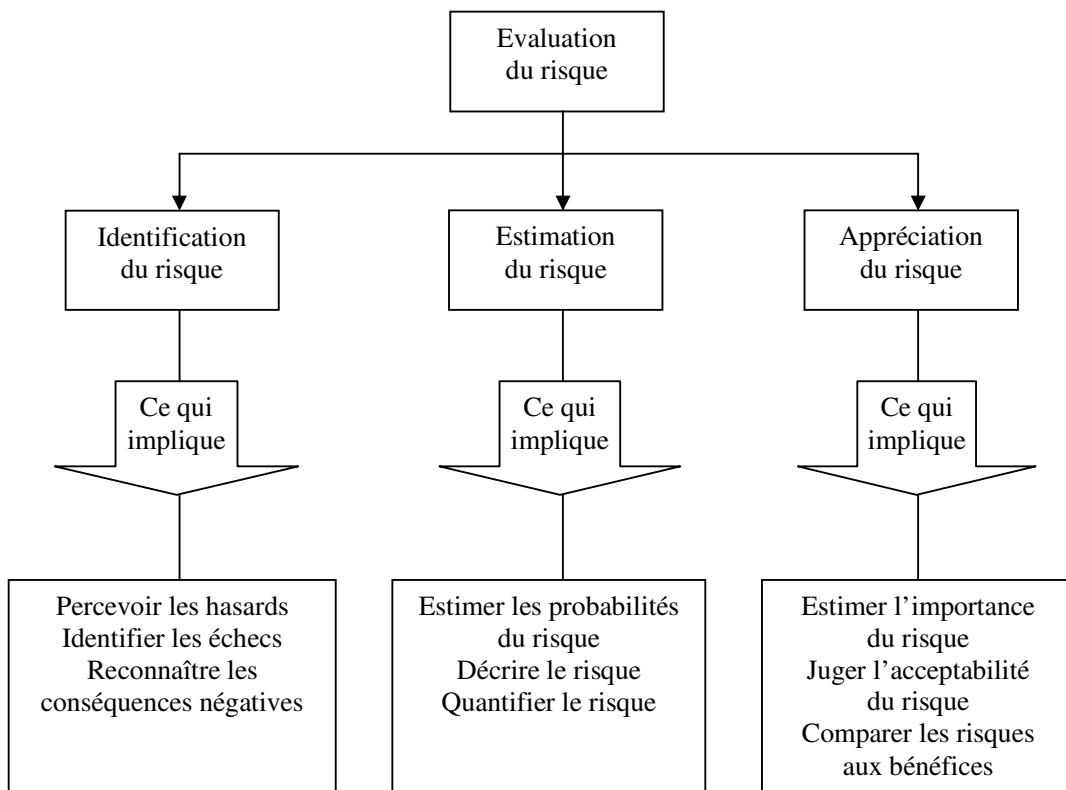 Evaluation
du risque
Identification
du risque
Estimation
du risque
Appréciation
du risque
Ce qui
implique
Ce qui
implique
Ce qui
implique
Percevoir les hasards
Identifier les échecs
Reconnaître les
conséquences négatives
Estimer les probabilités
du risque
Décrire le risque
Quantifier le risque
Estimer l’importance
du risque
Juger l’acceptabilité
du risque
Comparer les risques
aux bénéfices